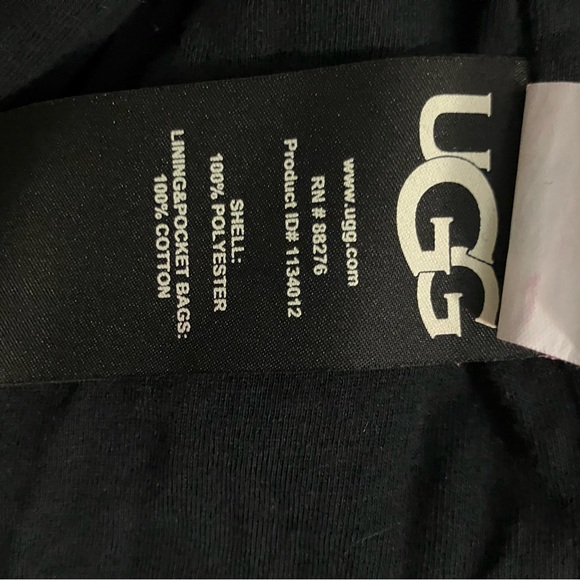 UGG
www.ugg.com
RN # 88276
Product ID# 1134012
SHELL:
100% POLYESTER
LINING&POCKET BAGS:
100% COTTON